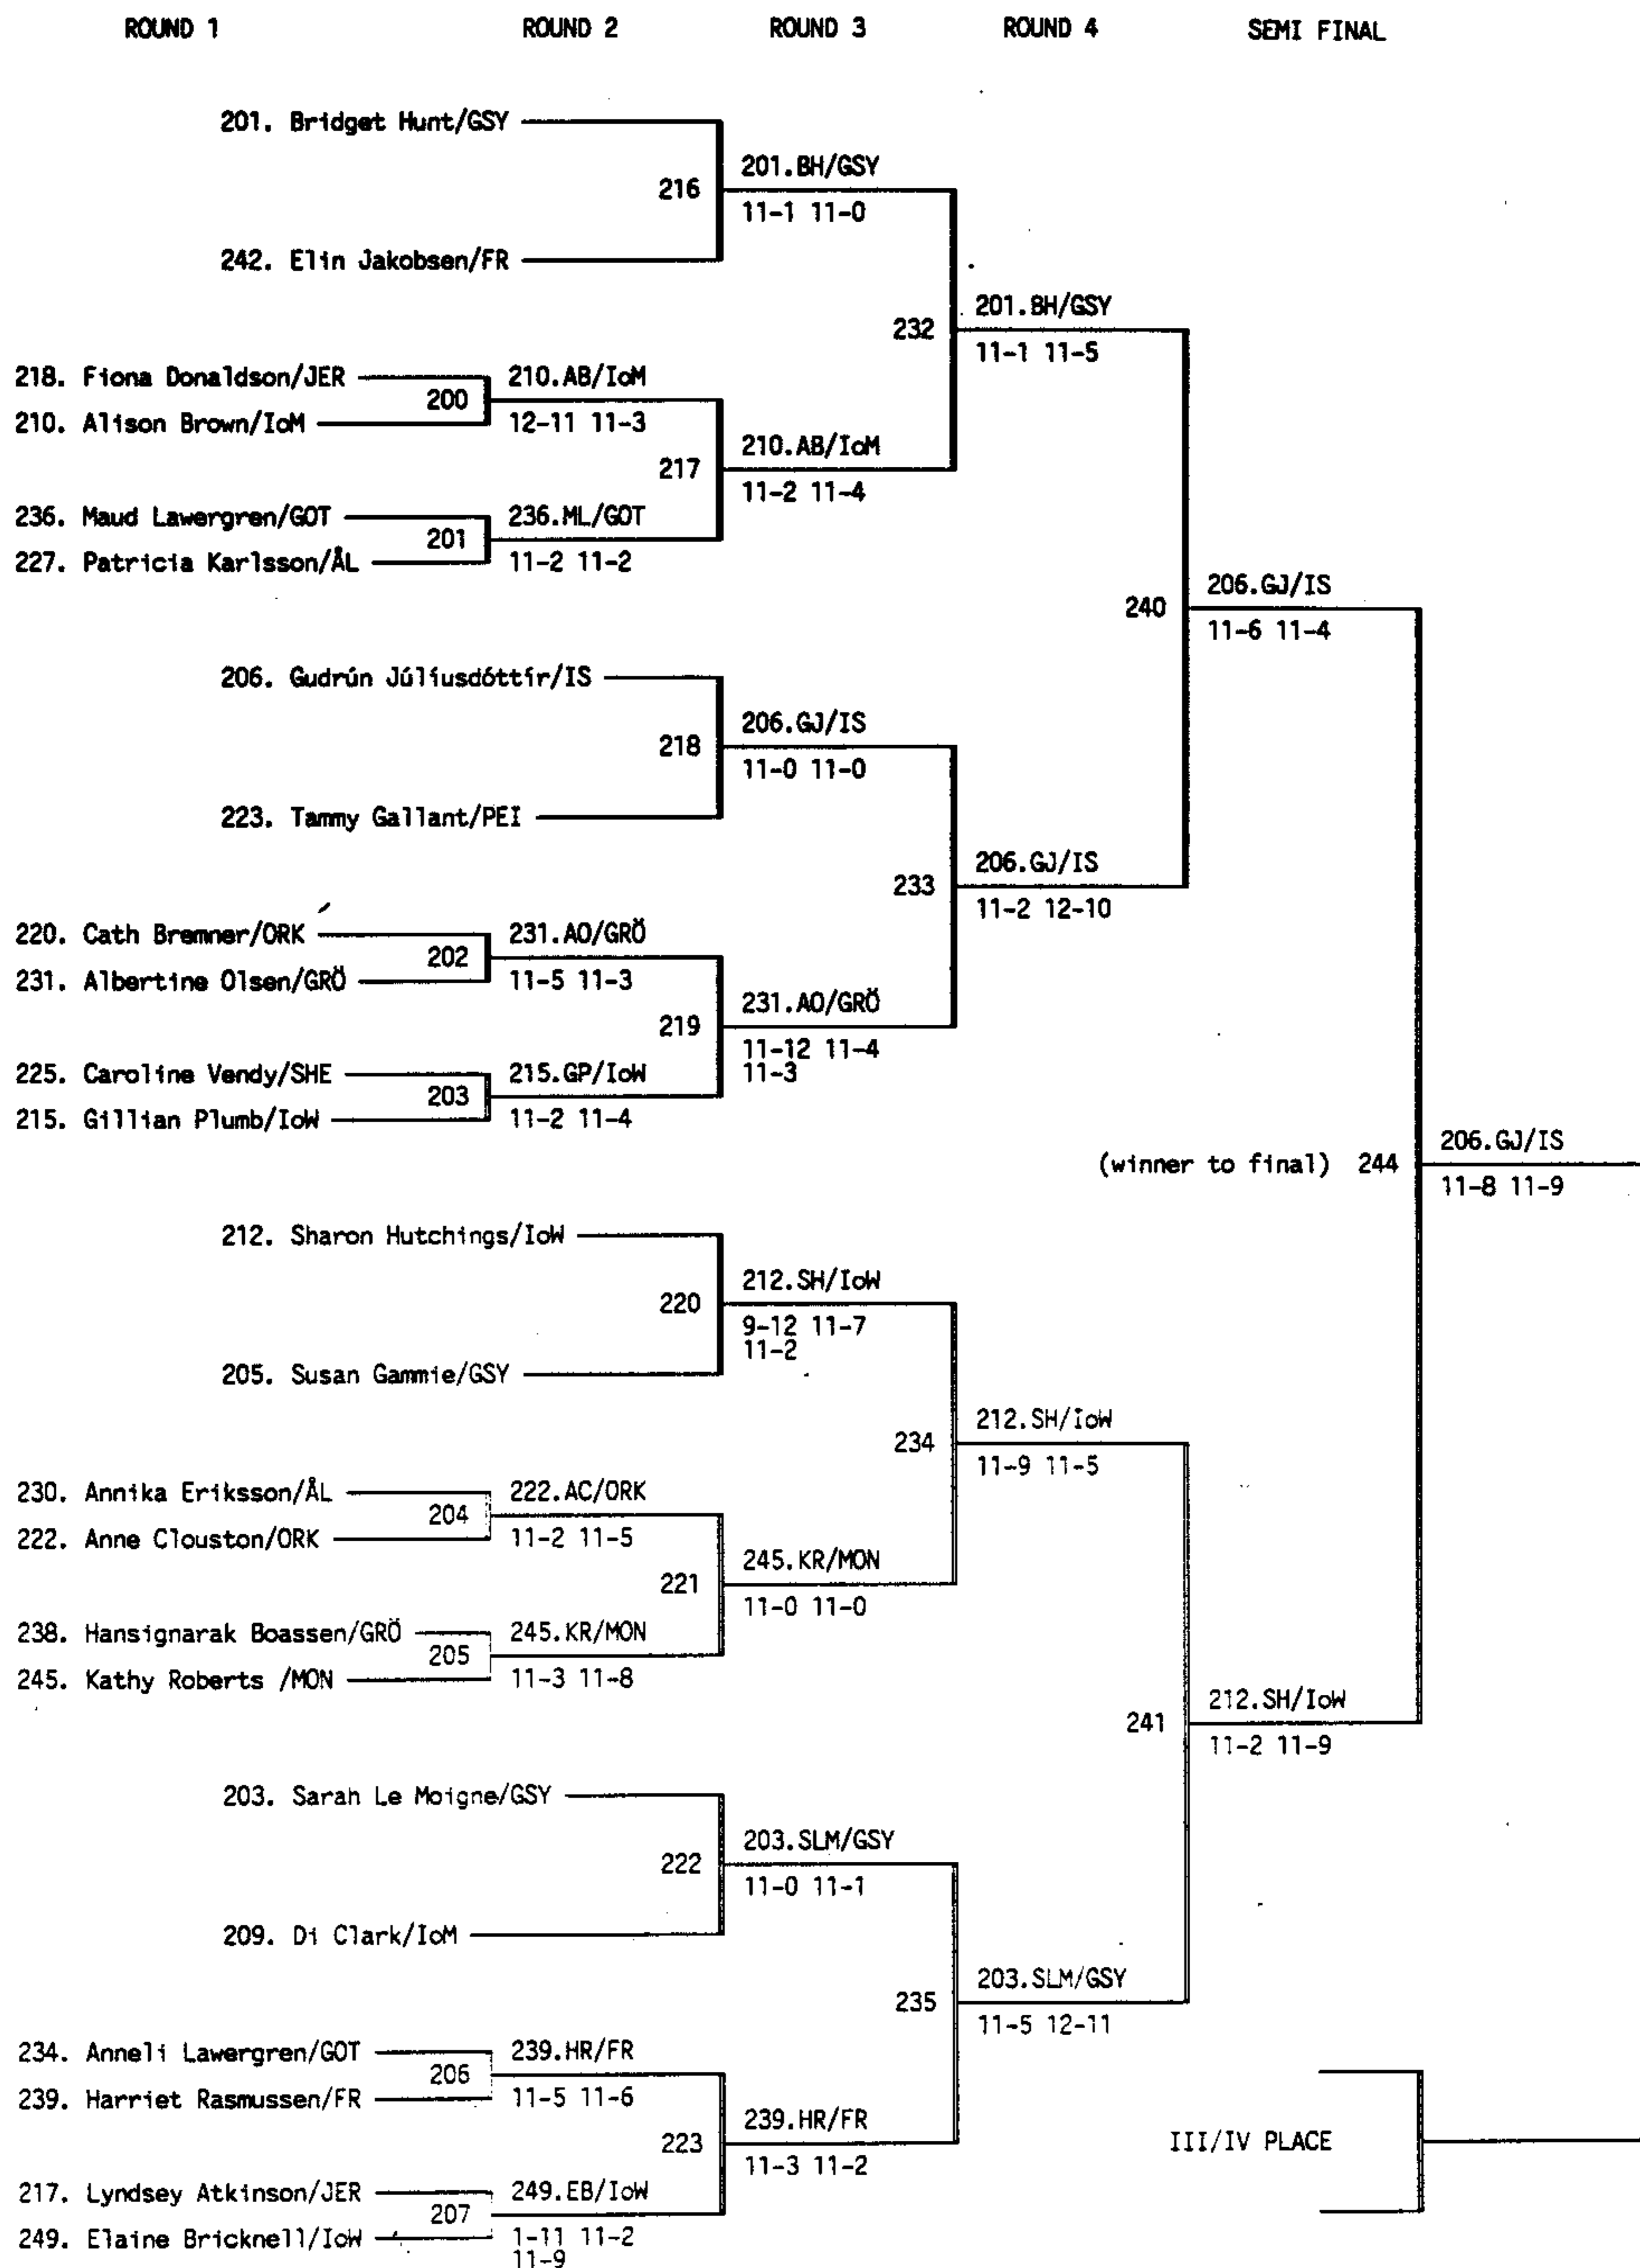 ROUND 1 ROUND 2 ROUND 3 ROUND 4 SEMI FINAL
201. Bridget Hunt/GSY
201.BH/GSY
216
11-1 11-0
242. Elin Jakobsen/FR
201.BH/GSY
232
11-1 11-5
218. Fiona Donaldson/JER
210.AB/IoM
200
210. Alison Brown/IoM
12-11 11-3
210.AB/IoM
217
11-2 11-4
236. Maud Lawergren/GOT
236.ML/GOT
201
227. Patricia Karlsson/ÅL
11-2 11-2
206.GJ/IS
240
11-6 11-4
206. Gudrún Júlíusdóttír/IS
206.GJ/IS
218
11-0 11-0
223. Tammy Gallant/PEI
206.GJ/IS
233
11-2 12-10
220. Cath Bremner/ORK
231.AO/GRÖ
202
231. Albertine Olsen/GRÖ
11-5 11-3
231.AO/GRÖ
219
11-12 11-4
11-3
225. Caroline Vendy/SHE
215.GP/IoW
203
215. Gillian Plumb/IoW
11-2 11-4
206.GJ/IS
(winner to final) 244
11-8 11-9
212. Sharon Hutchings/IoW
212.SH/IoW
220
9-12 11-7
11-2
205. Susan Gammie/GSY
212.SH/IoW
234
11-9 11-5
230. Annika Eriksson/ÅL
222.AC/ORK
204
222. Anne Clouston/ORK
11-2 11-5
245.KR/MON
221
11-0 11-0
238. Hansignarak Boassen/GRÖ
245.KR/MON
205
245. Kathy Roberts /MON
11-3 11-8
212.SH/IoW
241
11-2 11-9
203. Sarah Le Moigne/GSY
203.SLM/GSY
222
11-0 11-1
209. Di Clark/IoM
203.SLM/GSY
235
11-5 12-11
234. Anneli Lawergren/GOT
239.HR/FR
206
239. Harriet Rasmussen/FR
11-5 11-6
239.HR/FR
223
11-3 11-2
III/IV PLACE
217. Lyndsey Atkinson/JER
249.EB/IoW
207
249. Elaine Bricknell/IoW
1-11 11-2
11-9